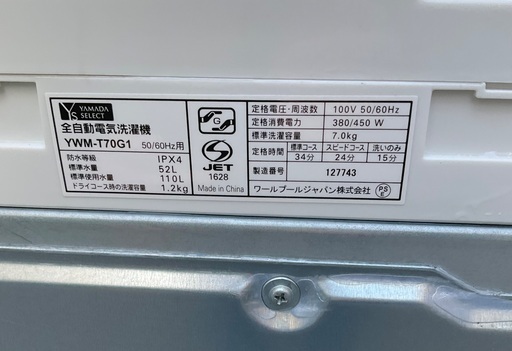 YS YAMADA SELECT
全自動電気洗濯機
YWM-T70G1 50/60Hz用
防水等級 IPX4
標準水量 52L
標準使用水量 110L
ドライコース時の洗濯容量 1.2kg
G
S
JET
1628
Made in China
定格電圧・周波数 100V 50/60Hz
定格消費電力 380/450 W
標準洗濯容量 7.0kg
定格時間 標準コース スピードコース 洗いのみ
34分 24分 15分
製造番号 127743
ワールプールジャパン株式会社 PSE